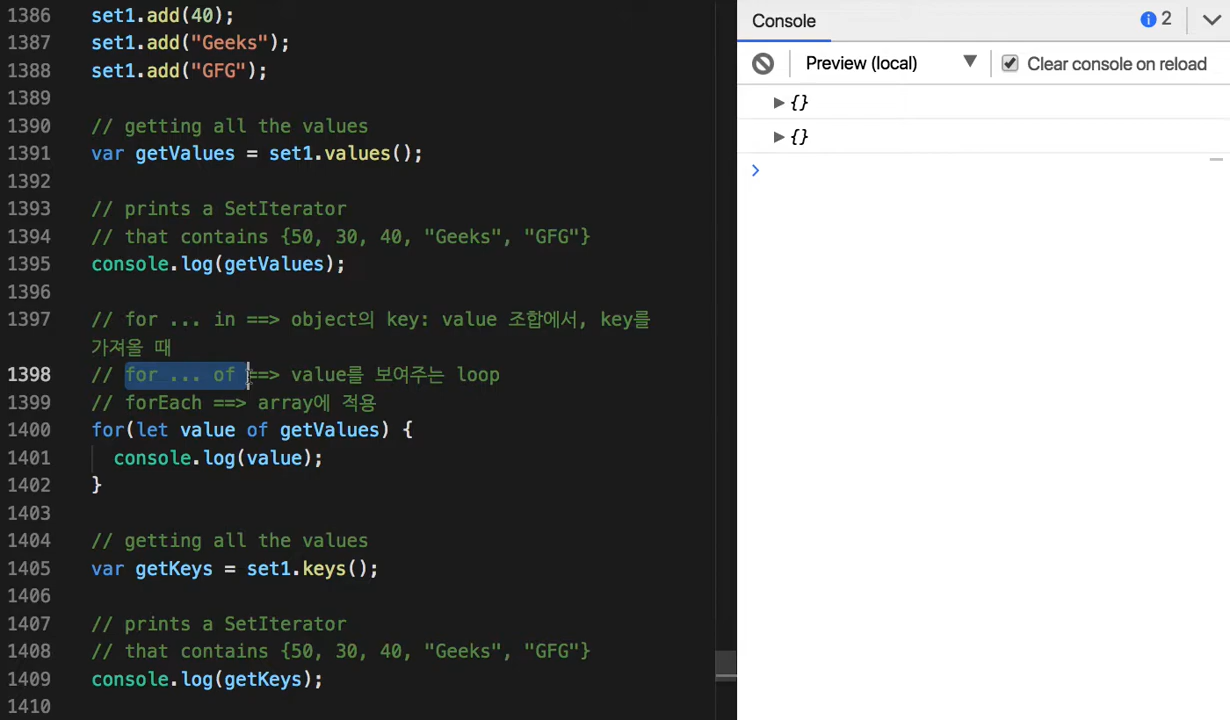 1386 set1.add(40);
1387 set1.add("Geeks");
1388 set1.add("GFG");
1389
1390 // getting all the values
1391 var getValues = set1.values();
1392
1393 // prints a SetIterator
1394 // that contains {50, 30, 40, "Geeks", "GFG"}
1395 console.log(getValues);
1396
1397 // for ... in ==> object의 key: value 조합에서, key를
가져올 때
1398 // for ... of ==> value를 보여주는 loop
1399 // forEach ==> array에 적용
1400 for(let value of getValues) {
1401 console.log(value);
1402 }
1403
1404 // getting all the values
1405 var getKeys = set1.keys();
1406
1407 // prints a SetIterator
1408 // that contains {50, 30, 40, "Geeks", "GFG"}
1409 console.log(getKeys);
1410
Console 2
Preview (local) Clear console on reload
{}
{}